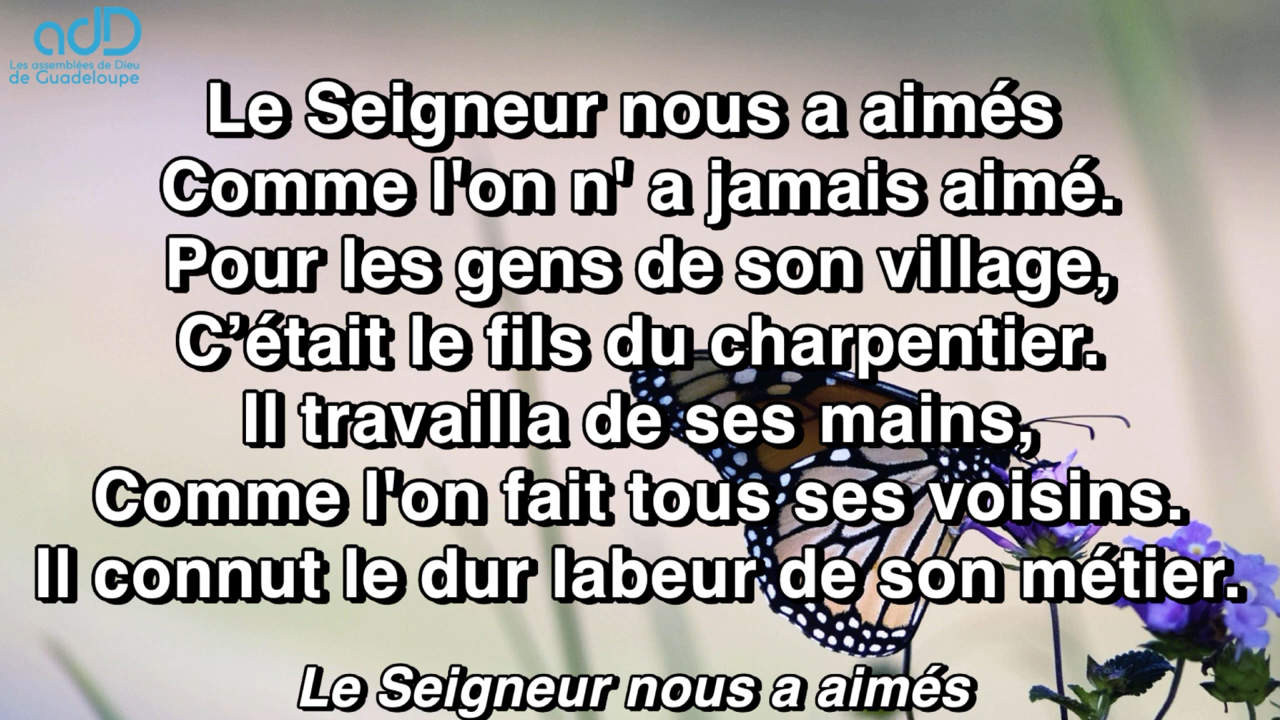 adD
Les assemblées de Dieu
de Guadeloupe
Le Seigneur nous a aimés
Comme l'on n' a jamais aimé.
Pour les gens de son village,
C’était le fils du charpentier.
Il travailla de ses mains,
Comme l'on fait tous ses voisins.
Il connut le dur labeur de son métier.
Le Seigneur nous a aimés